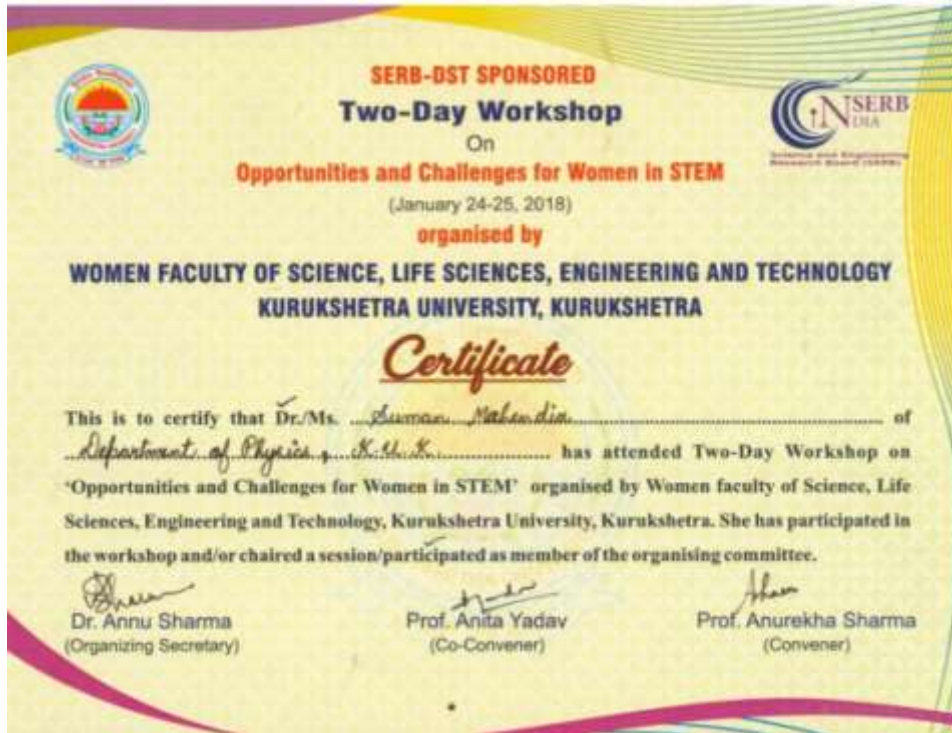 SERB-DST SPONSORED
Two-Day Workshop
On
Opportunities and Challenges for Women in STEM
(January 24-25, 2018)
organised by
WOMEN FACULTY OF SCIENCE, LIFE SCIENCES, ENGINEERING AND TECHNOLOGY
KURUKSHETRA UNIVERSITY, KURUKSHETRA
SERB
INDIA
Science and Engineering
Research Board (SERB)
Certificate
This is to certify that Dr./Ms. Suman Mahendia of
Department of Physics, K.U.K. has attended Two-Day Workshop on
'Opportunities and Challenges for Women in STEM' organised by Women faculty of Science, Life
Sciences, Engineering and Technology, Kurukshetra University, Kurukshetra. She has participated in
the workshop and/or chaired a session/participated as member of the organising committee.
Dr. Annu Sharma
(Organizing Secretary)
Prof. Anita Yadav
(Co-Convener)
Prof. Anurekha Sharma
(Convener)